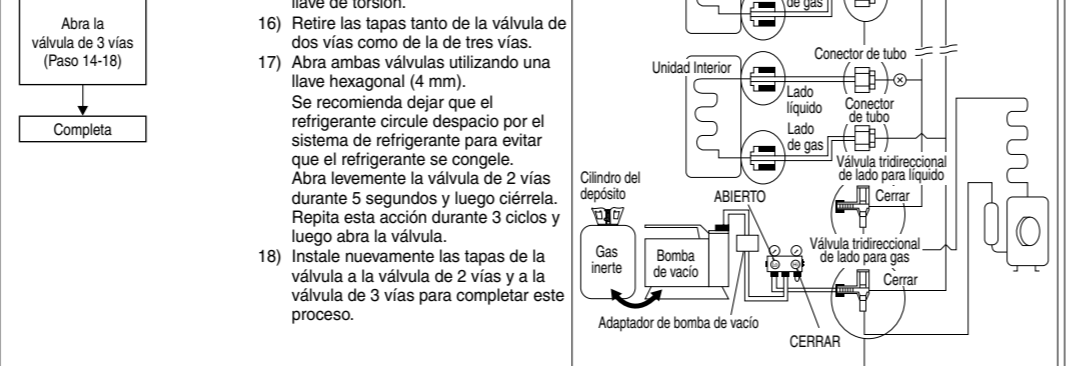 llave de torsión.
Abra la
válvula de 3 vías
(Paso 14-18)
Completa
16) Retire las tapas tanto de la válvula de
dos vías como de la de tres vías.
17) Abra ambas válvulas utilizando una
llave hexagonal (4 mm).
Se recomienda dejar que el
refrigerante circule despacio por el
sistema de refrigerante para evitar
que el refrigerante se congele.
Abra levemente la válvula de 2 vías
durante 5 segundos y luego ciérrela.
Repita esta acción durante 3 ciclos y
luego abra la válvula.
18) Instale nuevamente las tapas de la
válvula a la válvula de 2 vías y a la
válvula de 3 vías para completar este
proceso.
de gas
Conector de tubo
Unidad Interior
Lado
líquido
Conector
de tubo
Lado
de gas
Válvula tridireccional
de lado para líquido
Cerrar
Cilindro del
depósito
ABIERTO
Gas
inerte
Bomba
de vacío
Válvula tridireccional
de lado para gas
Cerrar
Adaptador de bomba de vacío
CERRAR